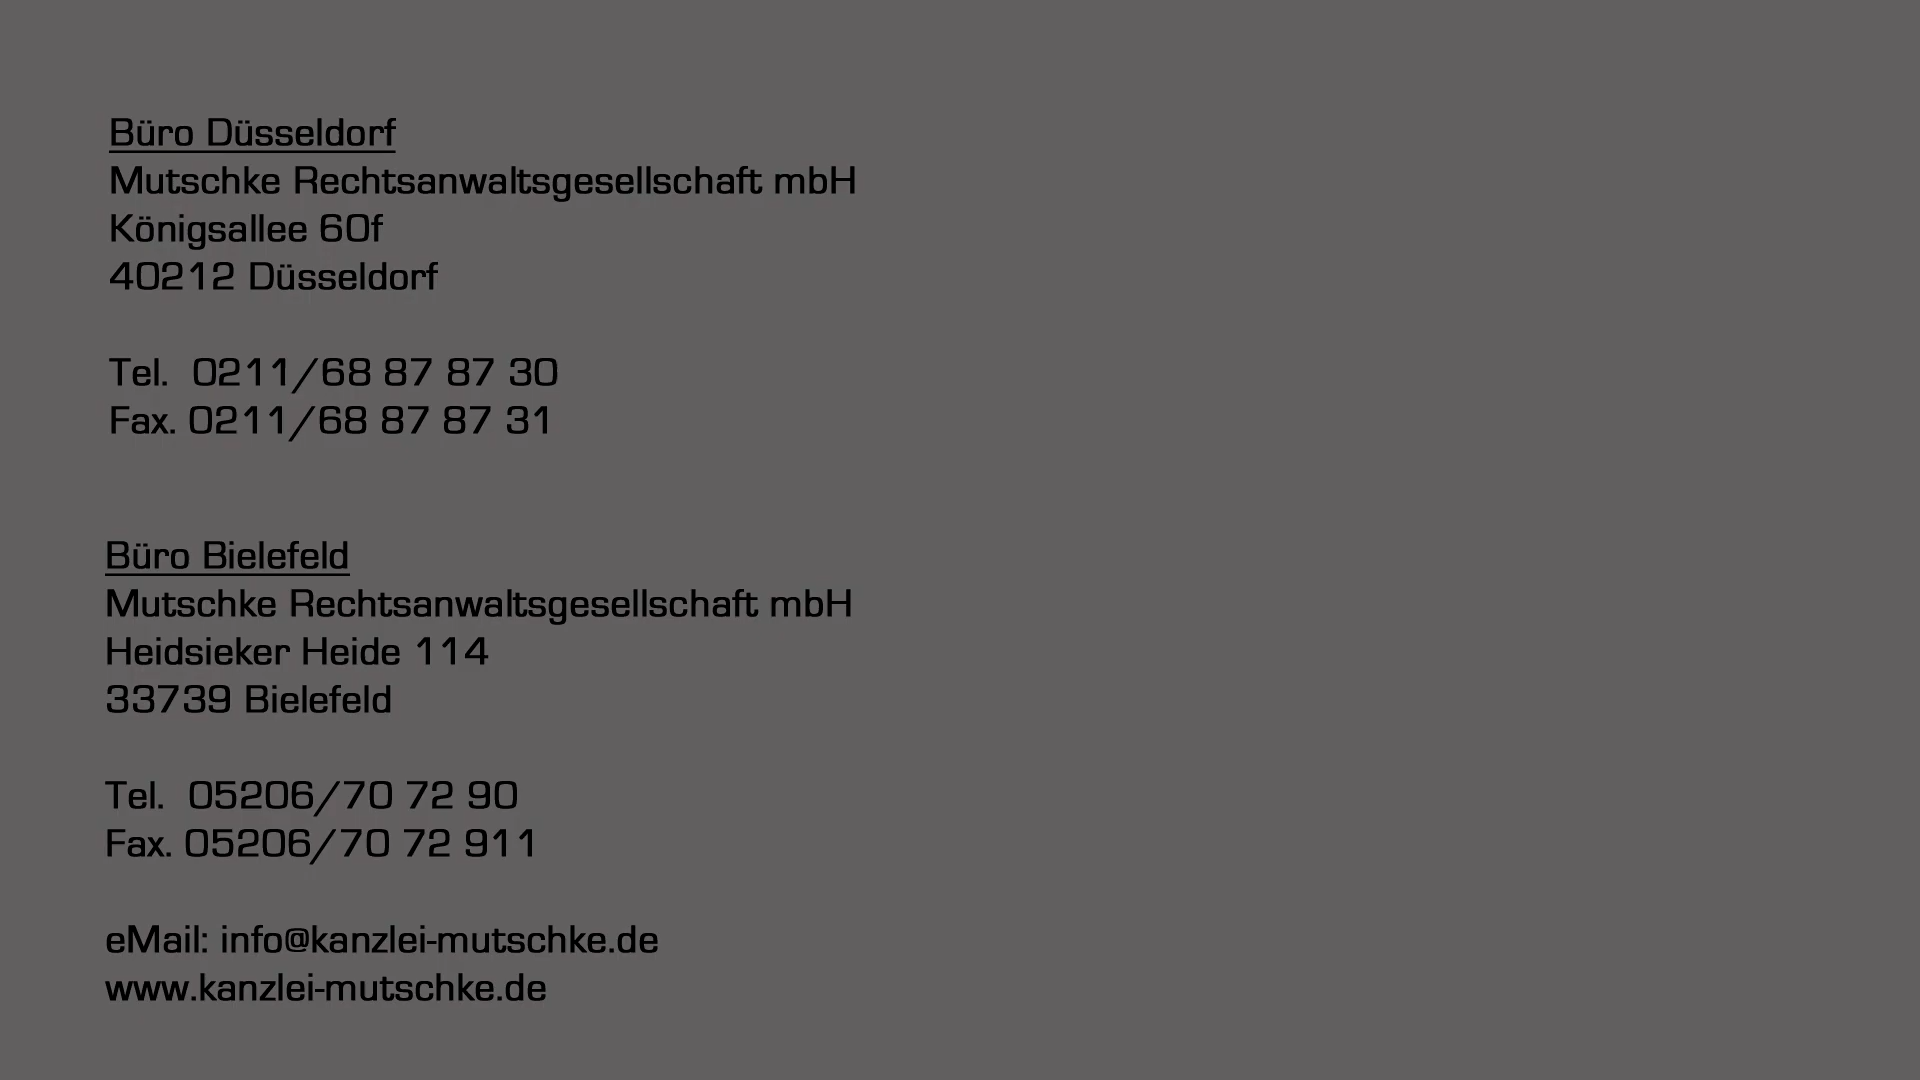 Büro Düsseldorf
Mutschke Rechtsanwaltsgesellschaft mbH
Königsallee 60f
40212 Düsseldorf
Tel. 0211/68 87 87 30
Fax. 0211/68 87 87 31
Büro Bielefeld
Mutschke Rechtsanwaltsgesellschaft mbH
Heidsieker Heide 114
33739 Bielefeld
Tel. 05206/70 72 90
Fax. 05206/70 72 911
eMail: info@kanzlei-mutschke.de
www.kanzlei-mutschke.de